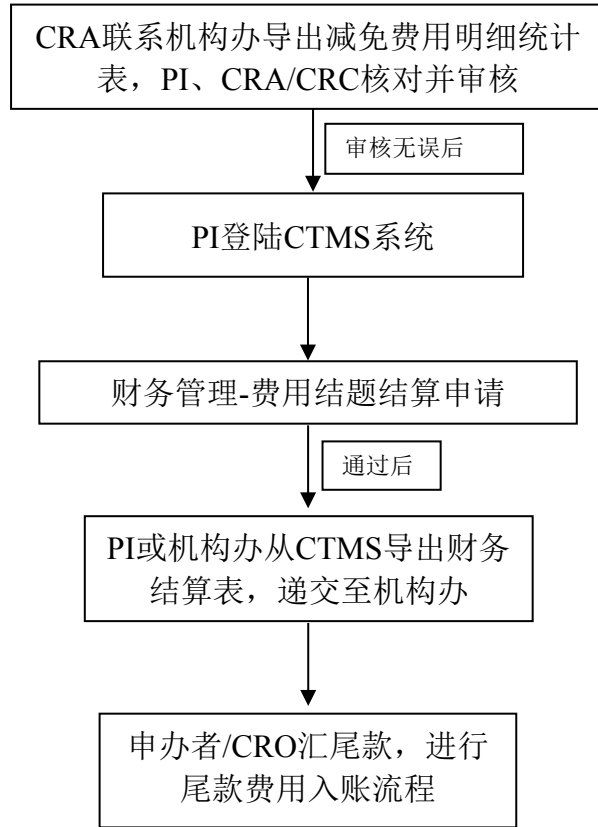 CRA联系机构办导出减免费用明细统计
表，PI、CRA/CRC核对并审核
审核无误后
PI登陆CTMS系统
财务管理-费用结题结算申请
通过后
PI或机构办从CTMS导出财务
结算表，递交至机构办
申办者/CRO汇尾款，进行
尾款费用入账流程